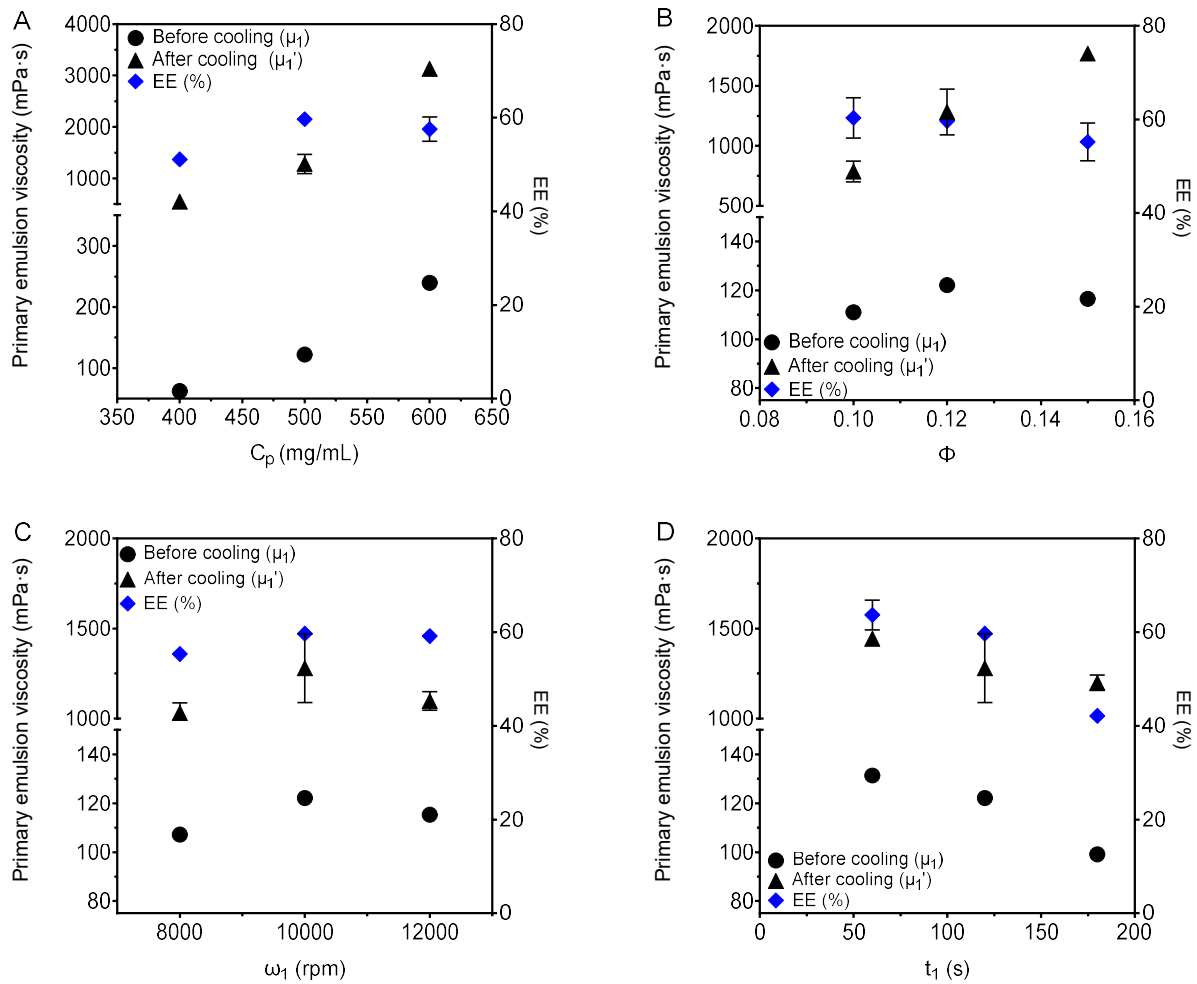 A
Primary emulsion viscosity (mPa·s)
4000
3000
2000
1000
300
200
100
Before cooling (μ1)
After cooling (μ1')
EE (%)
80
60
40
20
0
EE (%)
350 400 450 500 550 600 650
Cp (mg/mL)
B
Primary emulsion viscosity (mPa·s)
2000
1500
1000
500
140
120
100
80
Before cooling (μ1)
After cooling (μ1')
EE (%)
80
60
40
20
0
EE (%)
0.08 0.10 0.12 0.14 0.16
Φ
C
Primary emulsion viscosity (mPa·s)
2000
1500
1000
140
120
100
80
Before cooling (μ1)
After cooling (μ1')
EE (%)
80
60
40
20
0
EE (%)
8000 10000 12000
ω1 (rpm)
D
Primary emulsion viscosity (mPa·s)
2000
1500
1000
140
120
100
80
Before cooling (μ1)
After cooling (μ1')
EE (%)
80
60
40
20
0
EE (%)
0 50 100 150 200
t1 (s)